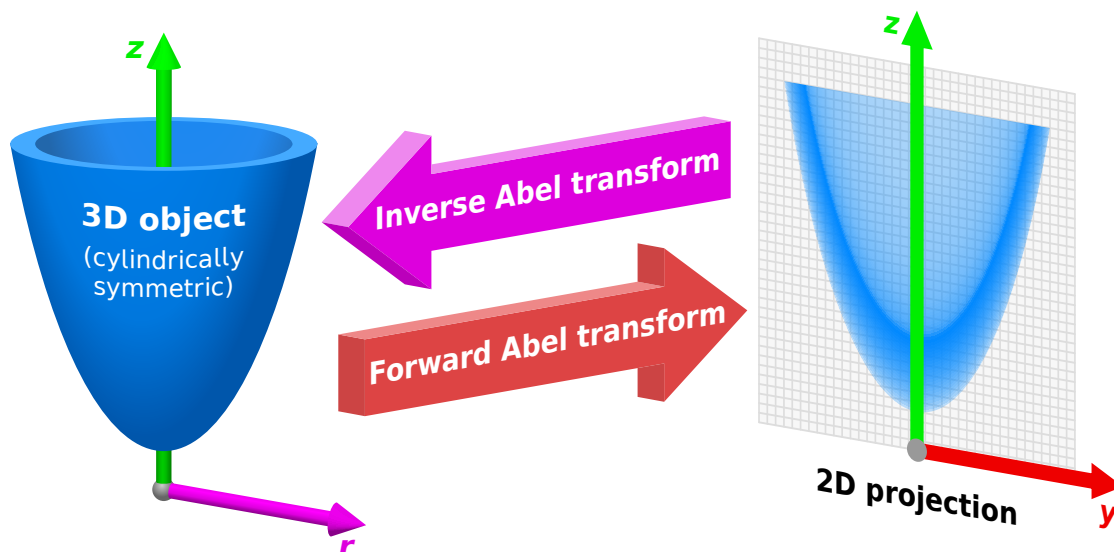 z
3D object
(cylindrically
symmetric)
r
Inverse Abel transform
Forward Abel transform
z
2D projection
y